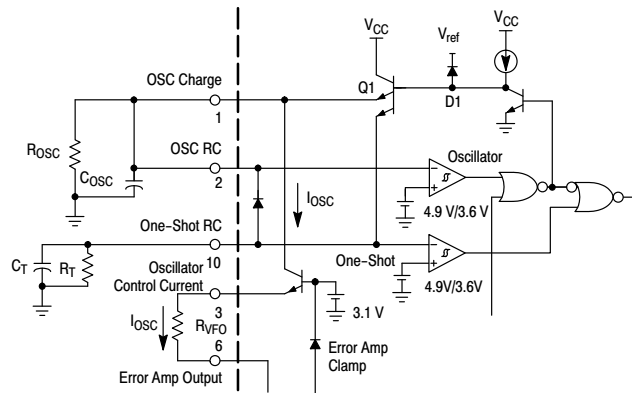 V_CC
V_ref
V_CC
OSC Charge
Q1
D1
1
R_OSC
C_OSC
OSC RC
Oscillator
2
I_OSC
4.9 V/3.6 V
One-Shot RC
One-Shot
C_T
R_T
10
Oscillator
Control Current
4.9V/3.6V
3
3.1 V
I_OSC
R_VFO
6
Error Amp
Clamp
Error Amp Output